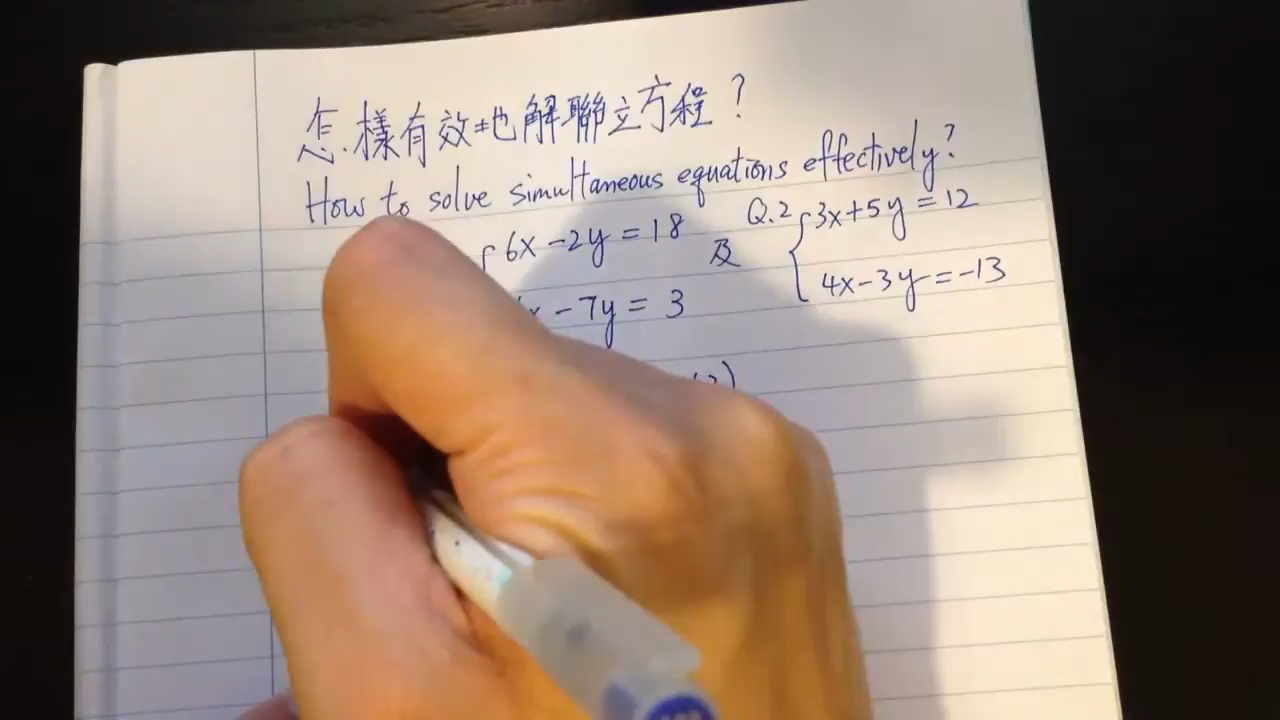 怎樣有效地解聯立方程？
How to solve simultaneous equations effectively?
6x-2y=18 及 Q.2 3x+5y=12
-7y= 3 4x-3y=-13